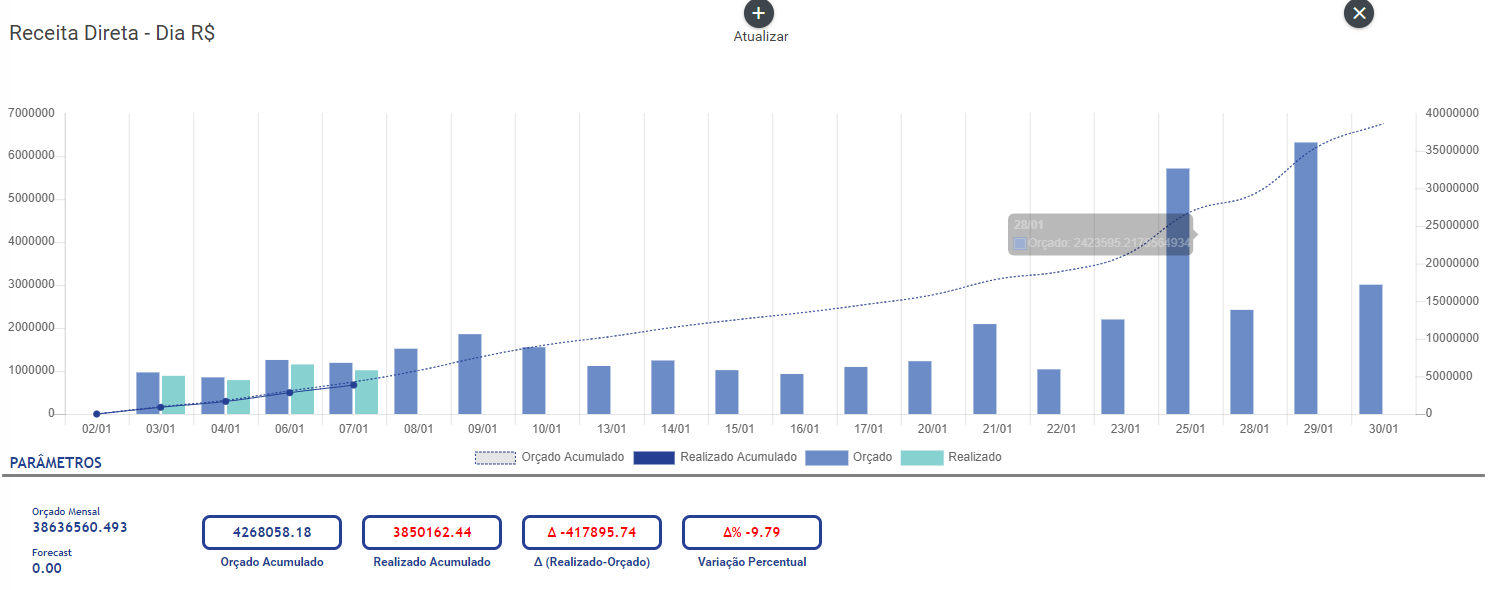 Receita Direta - Dia R$
Atualizar
7000000
6000000
5000000
4000000
3000000
2000000
1000000
0
40000000
35000000
30000000
25000000
20000000
15000000
10000000
5000000
0
28/01
Orçado: 2423595.2178564934
02/01 03/01 04/01 06/01 07/01 08/01 09/01 10/01 13/01 14/01 15/01 16/01 17/01 20/01 21/01 22/01 23/01 25/01 28/01 29/01 30/01
Orçado Acumulado Realizado Acumulado Orçado Realizado
PARÂMETROS
Orçado Mensal
38636560.493
Forecast
0.00
4268058.18
Orçado Acumulado
3850162.44
Realizado Acumulado
Δ -417895.74
Δ (Realizado-Orçado)
Δ% -9.79
Variação Percentual